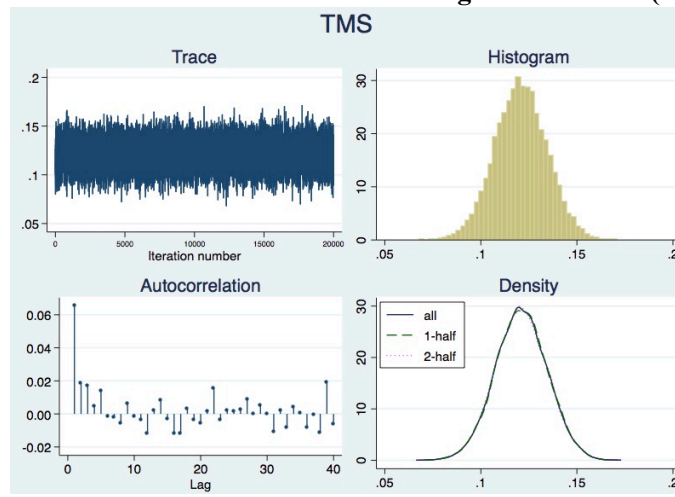 TMS
Trace
.2
.15
.1
.05
0 5000 10000 15000 20000
Iteration number
Histogram
30
20
10
0
.05 .1 .15 .2
Autocorrelation
0.06
0.04
0.02
0.00
-0.02
0 10 20 30 40
Lag
Density
all
1-half
2-half
30
20
10
0
.05 .1 .15 .2